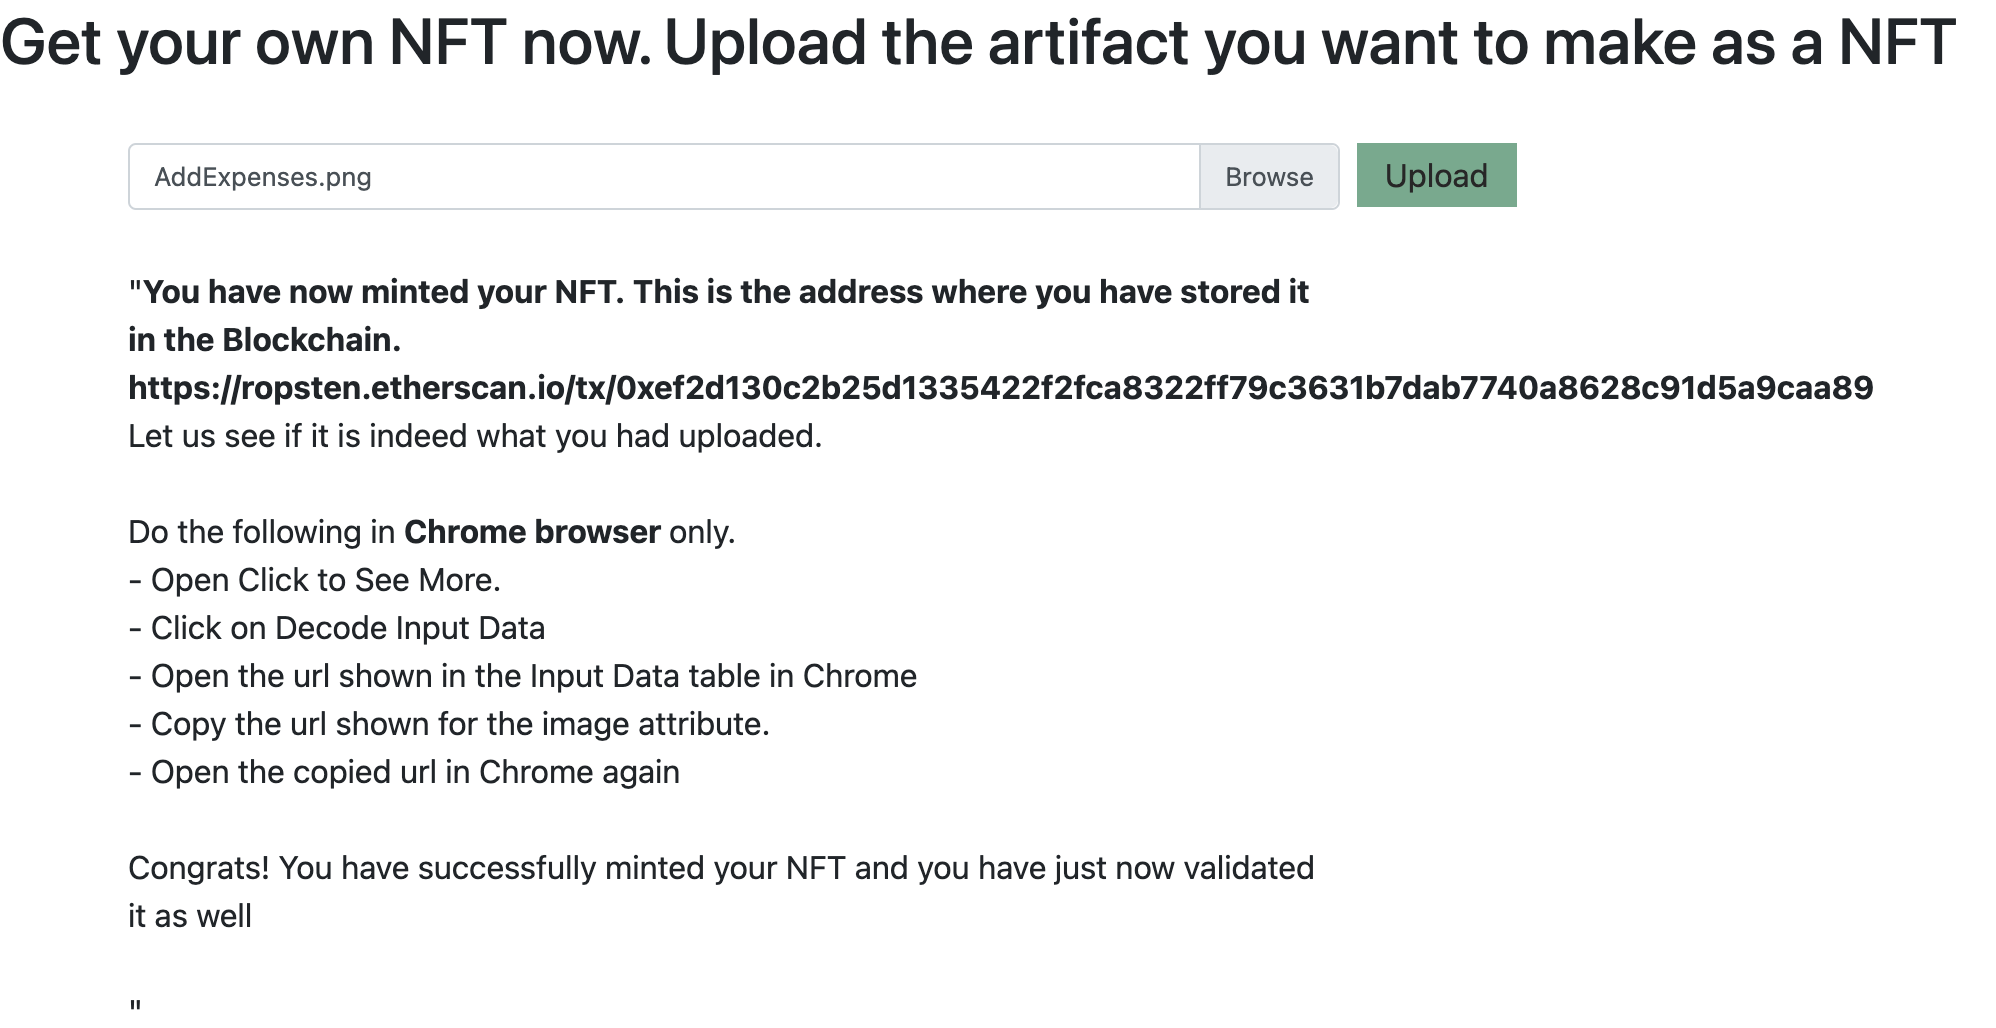 Get your own NFT now. Upload the artifact you want to make as a NFT
AddExpenses.png Browse Upload
"You have now minted your NFT. This is the address where you have stored it
in the Blockchain.
https://ropsten.etherscan.io/tx/0xef2d130c2b25d1335422f2fca8322ff79c3631b7dab7740a8628c91d5a9caa89
Let us see if it is indeed what you had uploaded.
Do the following in Chrome browser only.
- Open Click to See More.
- Click on Decode Input Data
- Open the url shown in the Input Data table in Chrome
- Copy the url shown for the image attribute.
- Open the copied url in Chrome again
Congrats! You have successfully minted your NFT and you have just now validated
it as well
"